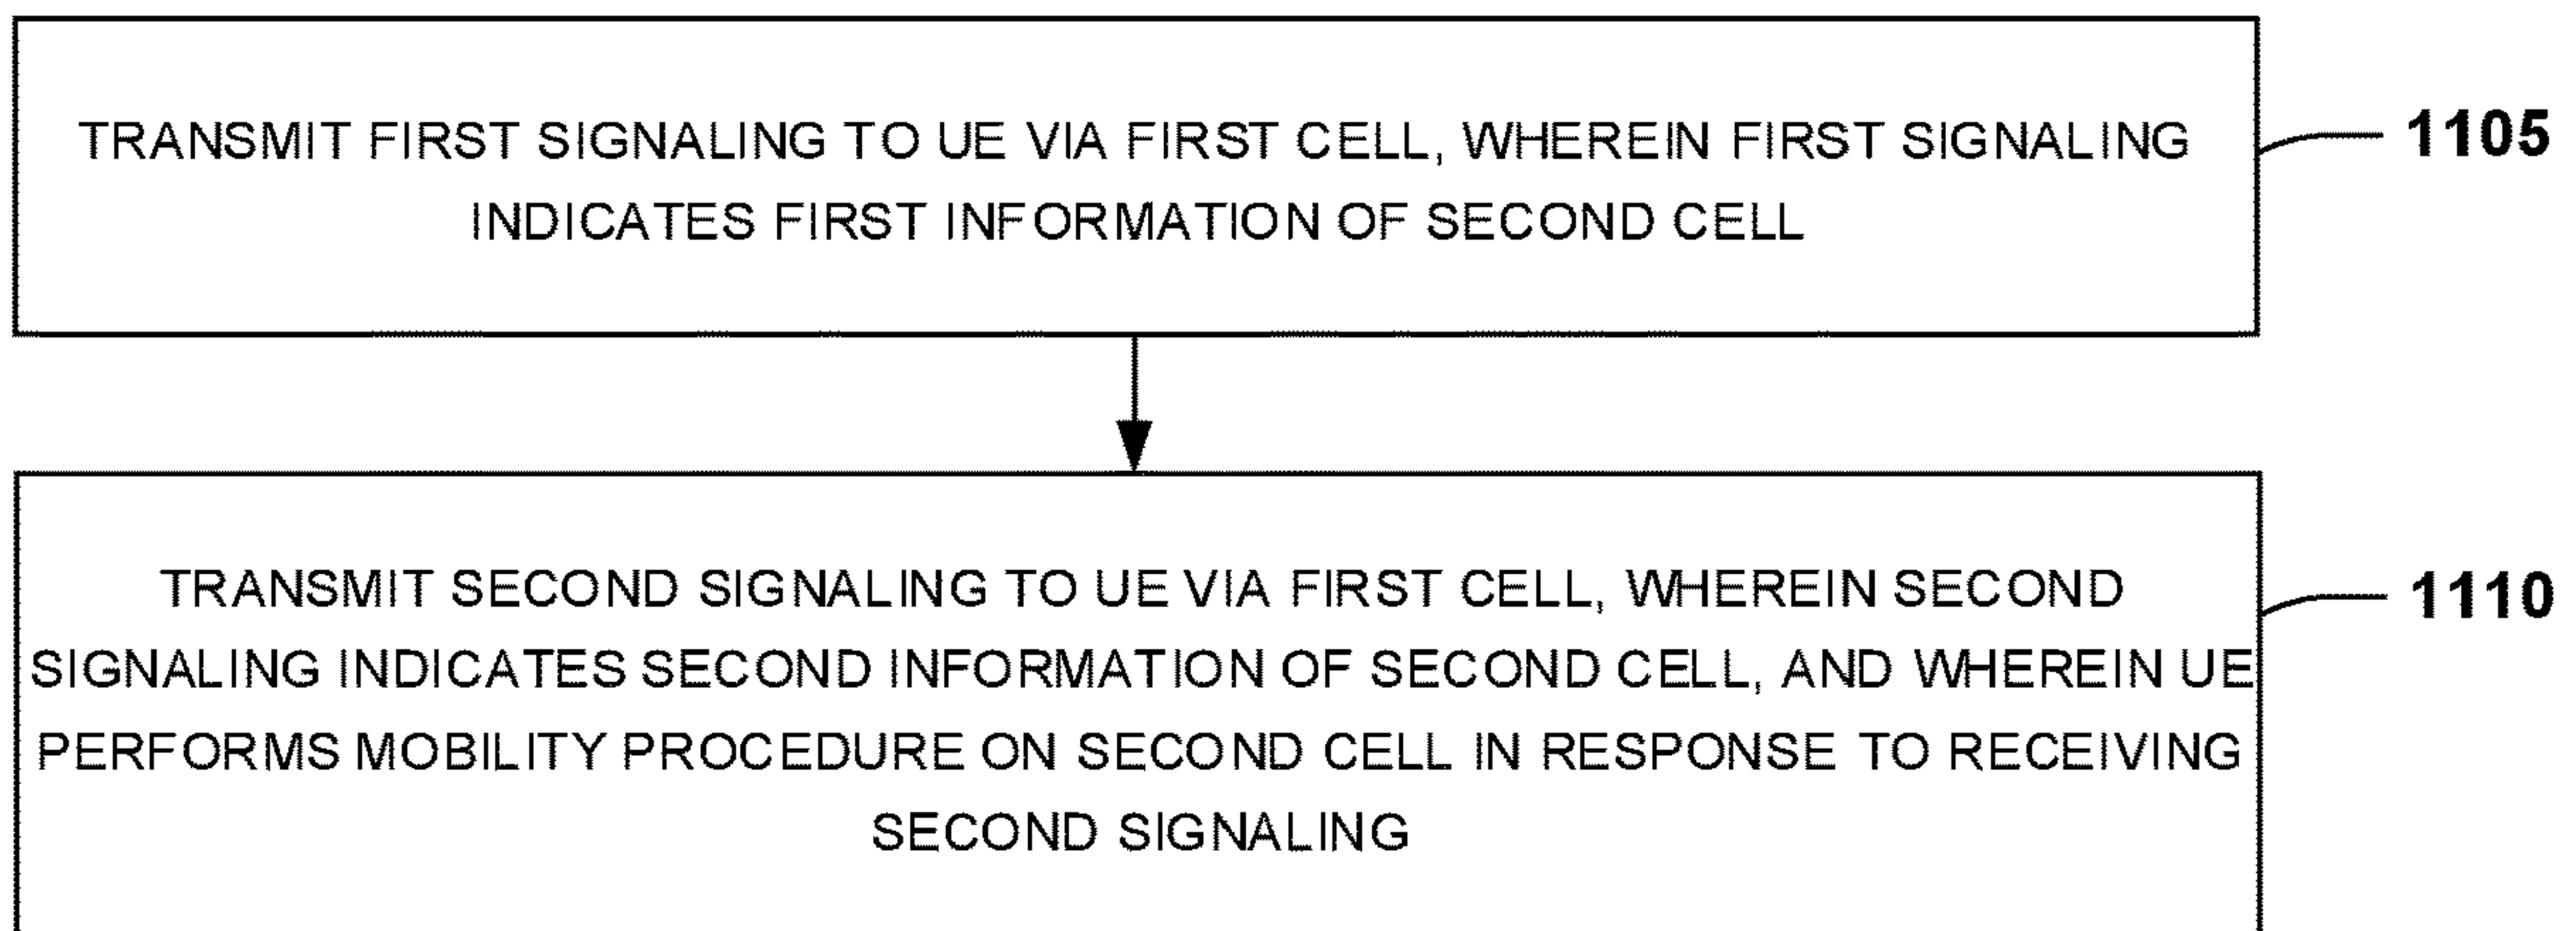 TRANSMIT FIRST SIGNALING TO UE VIA FIRST CELL, WHEREIN FIRST SIGNALING
INDICATES FIRST INFORMATION OF SECOND CELL
1105
TRANSMIT SECOND SIGNALING TO UE VIA FIRST CELL, WHEREIN SECOND
SIGNALING INDICATES SECOND INFORMATION OF SECOND CELL, AND WHEREIN UE
PERFORMS MOBILITY PROCEDURE ON SECOND CELL IN RESPONSE TO RECEIVING
SECOND SIGNALING
1110